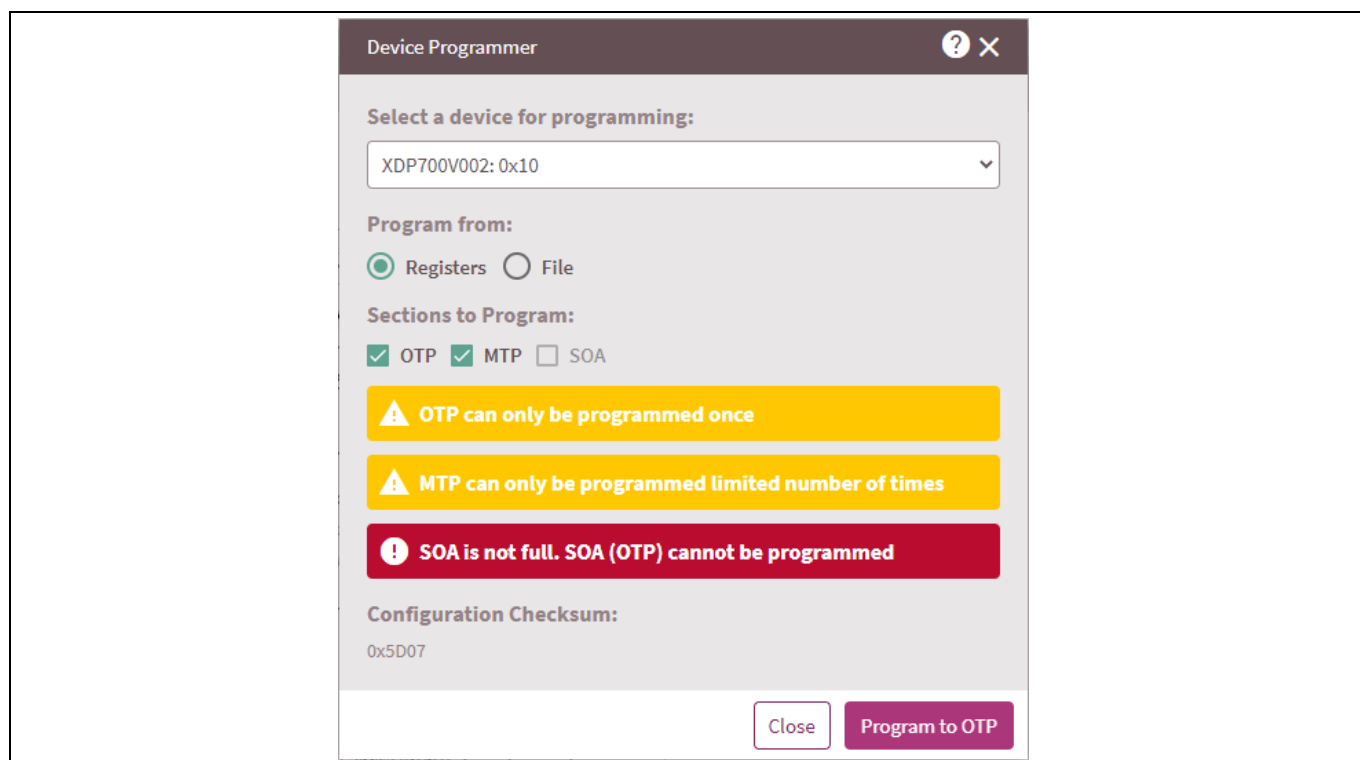 Device Programmer
Select a device for programming:
XDP700V002: 0x10
Program from:
Registers File
Sections to Program:
OTP MTP SOA
OTP can only be programmed once
MTP can only be programmed limited number of times
SOA is not full. SOA (OTP) cannot be programmed
Configuration Checksum:
0x5D07
Close Program to OTP